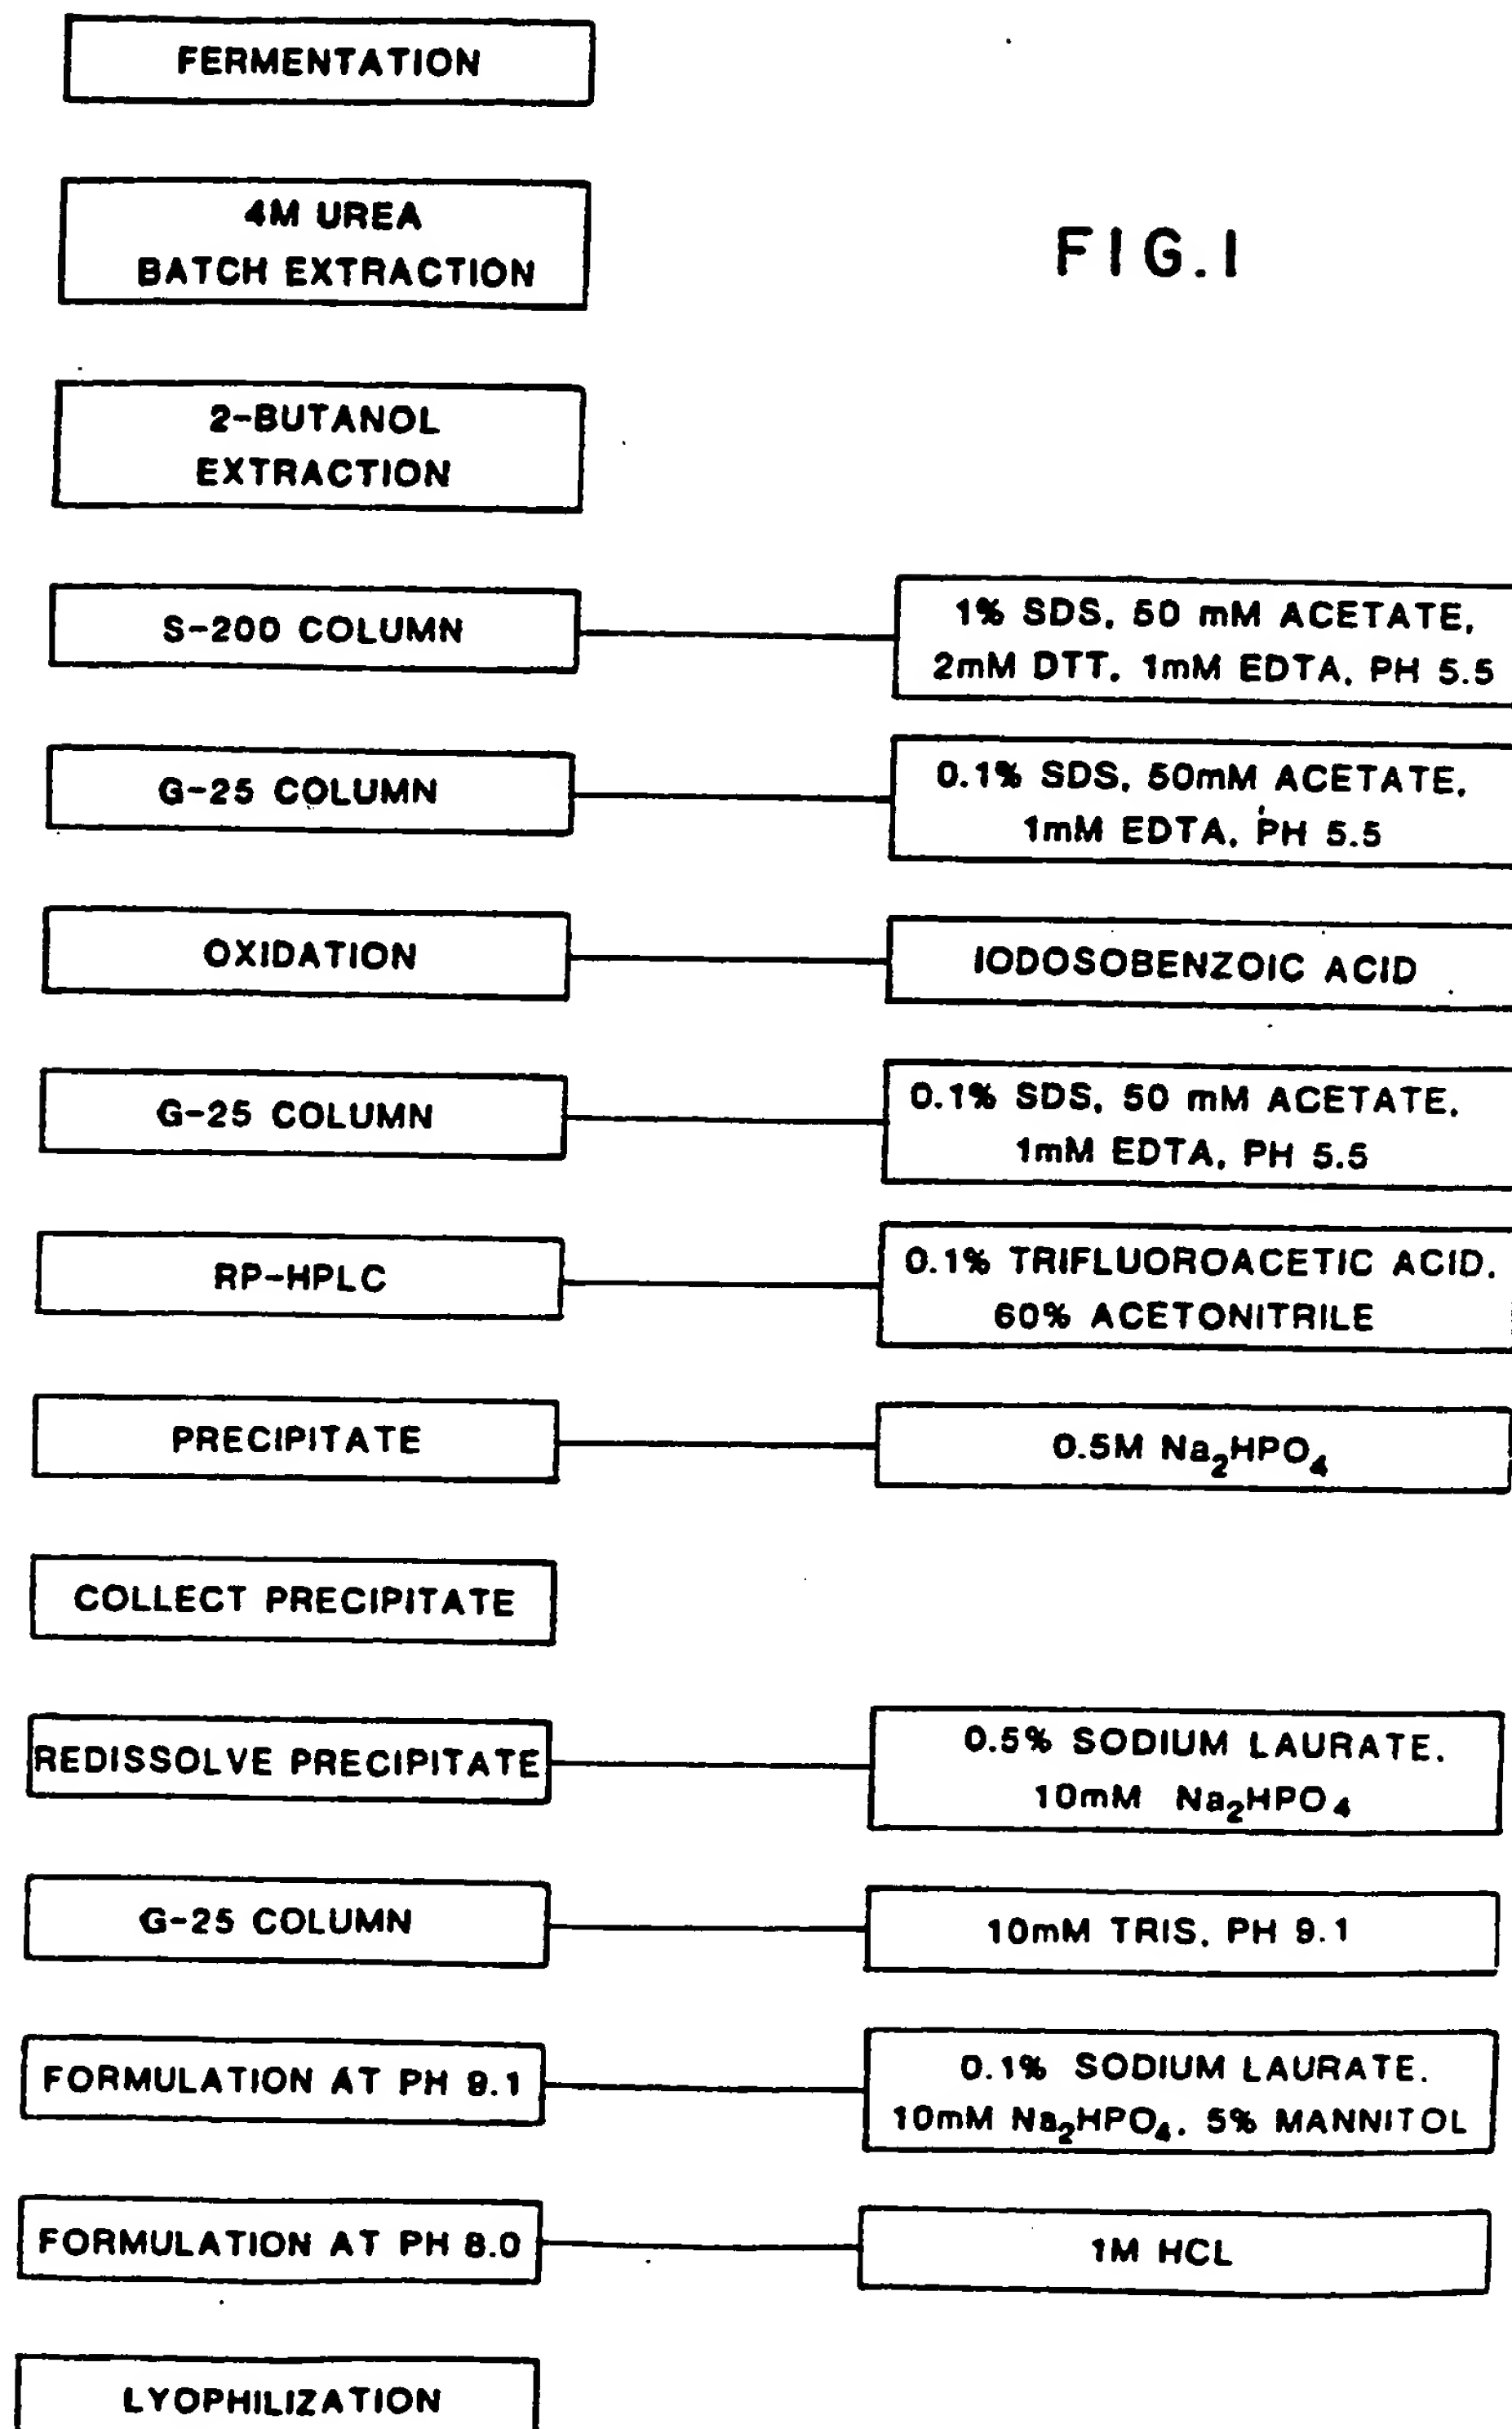 FERMENTATION
4M UREA
BATCH EXTRACTION
FIG.1
2-BUTANOL
EXTRACTION
S-200 COLUMN
1% SDS, 50 mM ACETATE,
2mM DTT, 1mM EDTA, PH 5.5
G-25 COLUMN
0.1% SDS, 50mM ACETATE,
1mM EDTA, PH 5.5
OXIDATION
IODOSOBENZOIC ACID
G-25 COLUMN
0.1% SDS, 50 mM ACETATE,
1mM EDTA, PH 5.5
RP-HPLC
0.1% TRIFLUOROACETIC ACID,
60% ACETONITRILE
PRECIPITATE
0.5M Na₂HPO₄
COLLECT PRECIPITATE
REDISSOLVE PRECIPITATE
0.5% SODIUM LAURATE,
10mM Na₂HPO₄
G-25 COLUMN
10mM TRIS, PH 9.1
FORMULATION AT PH 9.1
0.1% SODIUM LAURATE,
10mM Na₂HPO₄, 5% MANNITOL
FORMULATION AT PH 8.0
1M HCL
LYOPHILIZATION